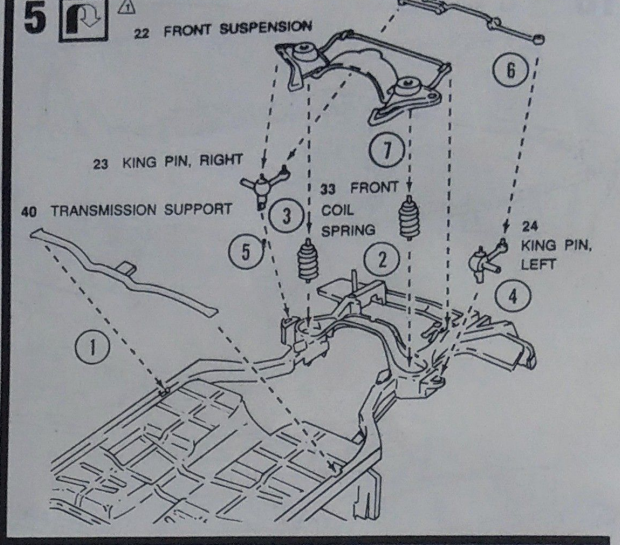 5
22 FRONT SUSPENSION
6
7
23 KING PIN, RIGHT
33 FRONT
COIL
SPRING
3
40 TRANSMISSION SUPPORT
24
KING PIN,
LEFT
5
2
4
1